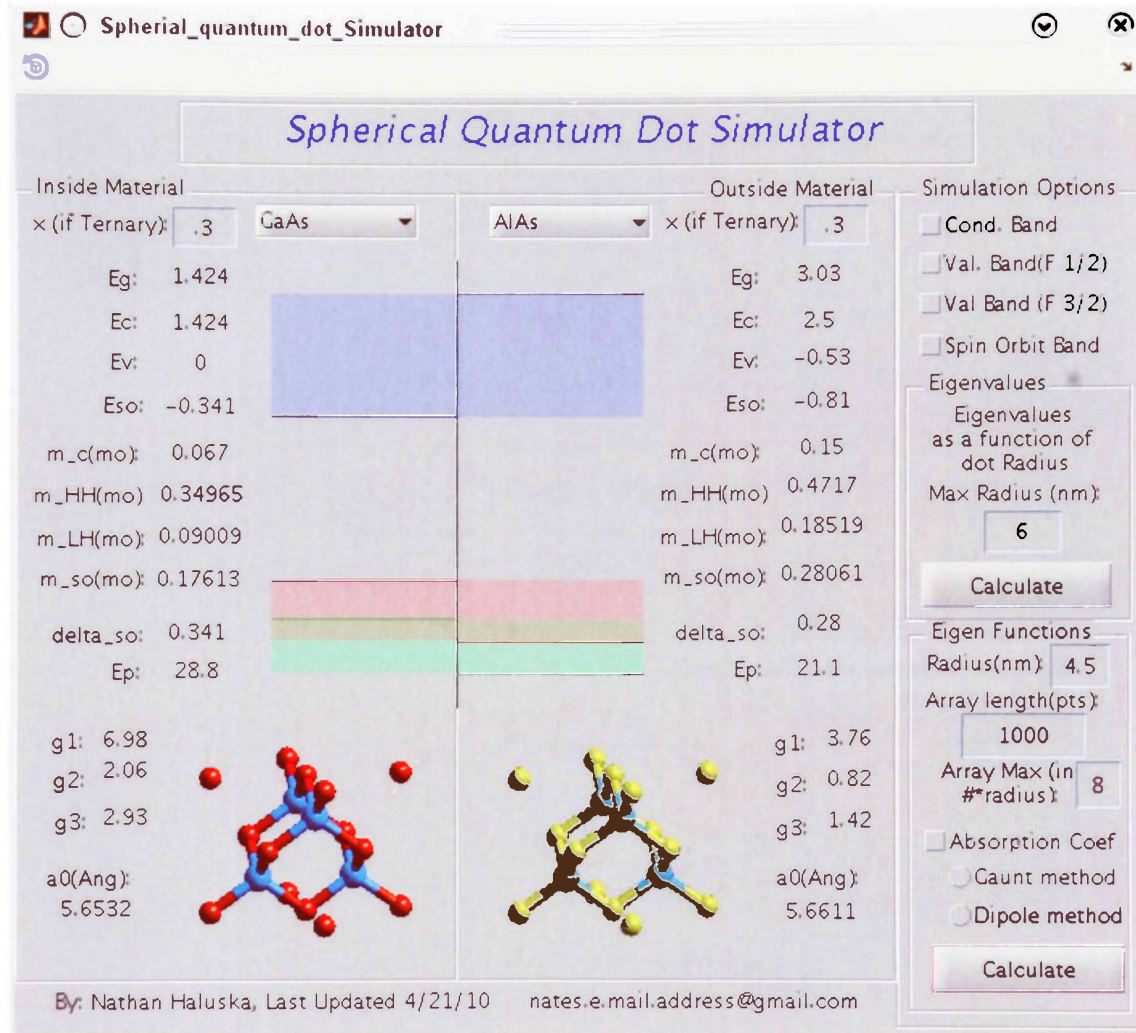 Spherial_quantum_dot_Simulator
Spherical Quantum Dot Simulator
Inside Material
x (if Ternary): .3 GaAs
Eg: 1.424
Ec: 1.424
Ev: 0
Eso: -0.341
m_c(mo): 0.067
m_HH(mo) 0.34965
m_LH(mo): 0.09009
m_so(mo): 0.17613
delta_so: 0.341
Ep: 28.8
g1: 6.98
g2: 2.06
g3: 2.93
a0(Ang):
5.6532
Outside Material
AlAs x (if Ternary): .3
Eg: 3.03
Ec: 2.5
Ev: -0.53
Eso: -0.81
m_c(mo): 0.15
m_HH(mo) 0.4717
m_LH(mo): 0.18519
m_so(mo): 0.28061
delta_so: 0.28
Ep: 21.1
g1: 3.76
g2: 0.82
g3: 1.42
a0(Ang):
5.6611
Simulation Options
Cond. Band
Val. Band(F 1/2)
Val Band (F 3/2)
Spin Orbit Band
Eigenvalues
Eigenvalues
as a function of
dot Radius
Max Radius (nm):
6
Calculate
Eigen Functions
Radius(nm): 4.5
Array length(pts):
1000
Array Max (in
#*radius): 8
Absorption Coef
Gaunt method
Dipole method
Calculate
By: Nathan Haluska, Last Updated 4/21/10 nates.e.mail.address@gmail.com